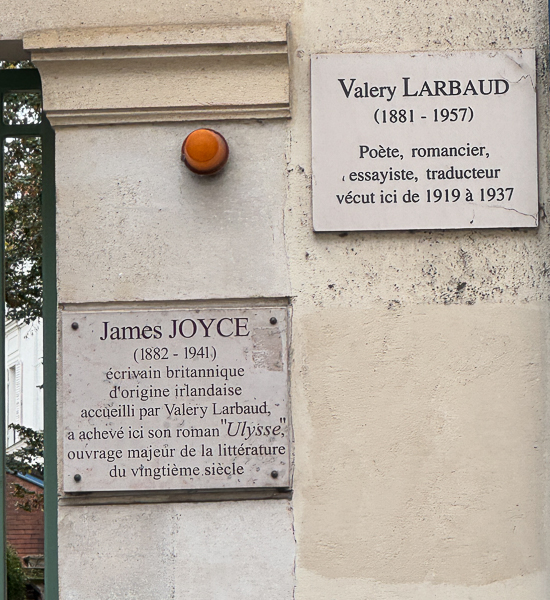 Valery LARBAUD
(1881 - 1957)
Poète, romancier,
essayiste, traducteur
vécut ici de 1919 à 1937
James JOYCE
(1882 - 1941)
écrivain britannique
d'origine irlandaise
accueilli par Valery Larbaud,
a achevé ici son roman "Ulysse",
ouvrage majeur de la littérature
du vingtième siècle